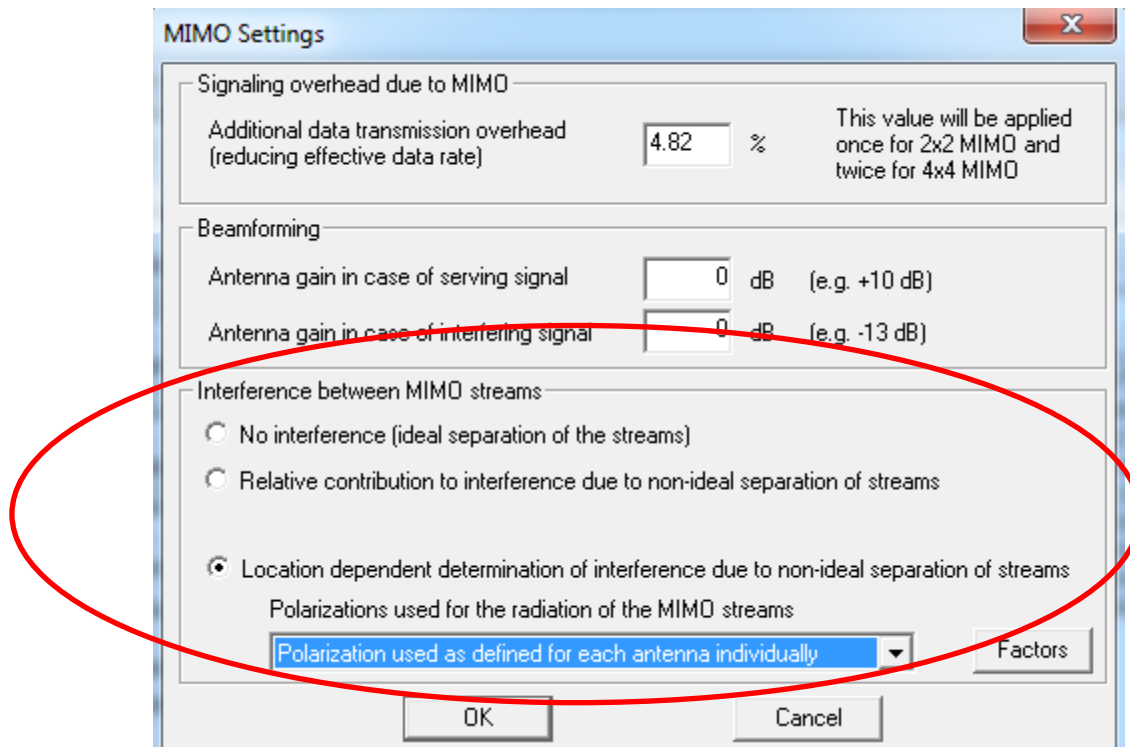 MIMO Settings
x
Signaling overhead due to MIMO
Additional data transmission overhead
(reducing effective data rate)
4.82 %
This value will be applied
once for 2x2 MIMO and
twice for 4x4 MIMO
Beamforming
Antenna gain in case of serving signal 0 dB (e.g. +10 dB)
Antenna gain in case of interfering signal 0 dB (e.g. -13 dB)
Interference between MIMO streams
No interference (ideal separation of the streams)
Relative contribution to interference due to non-ideal separation of streams
Location dependent determination of interference due to non-ideal separation of streams
Polarizations used for the radiation of the MIMO streams
Polarization used as defined for each antenna individually
Factors
OK Cancel